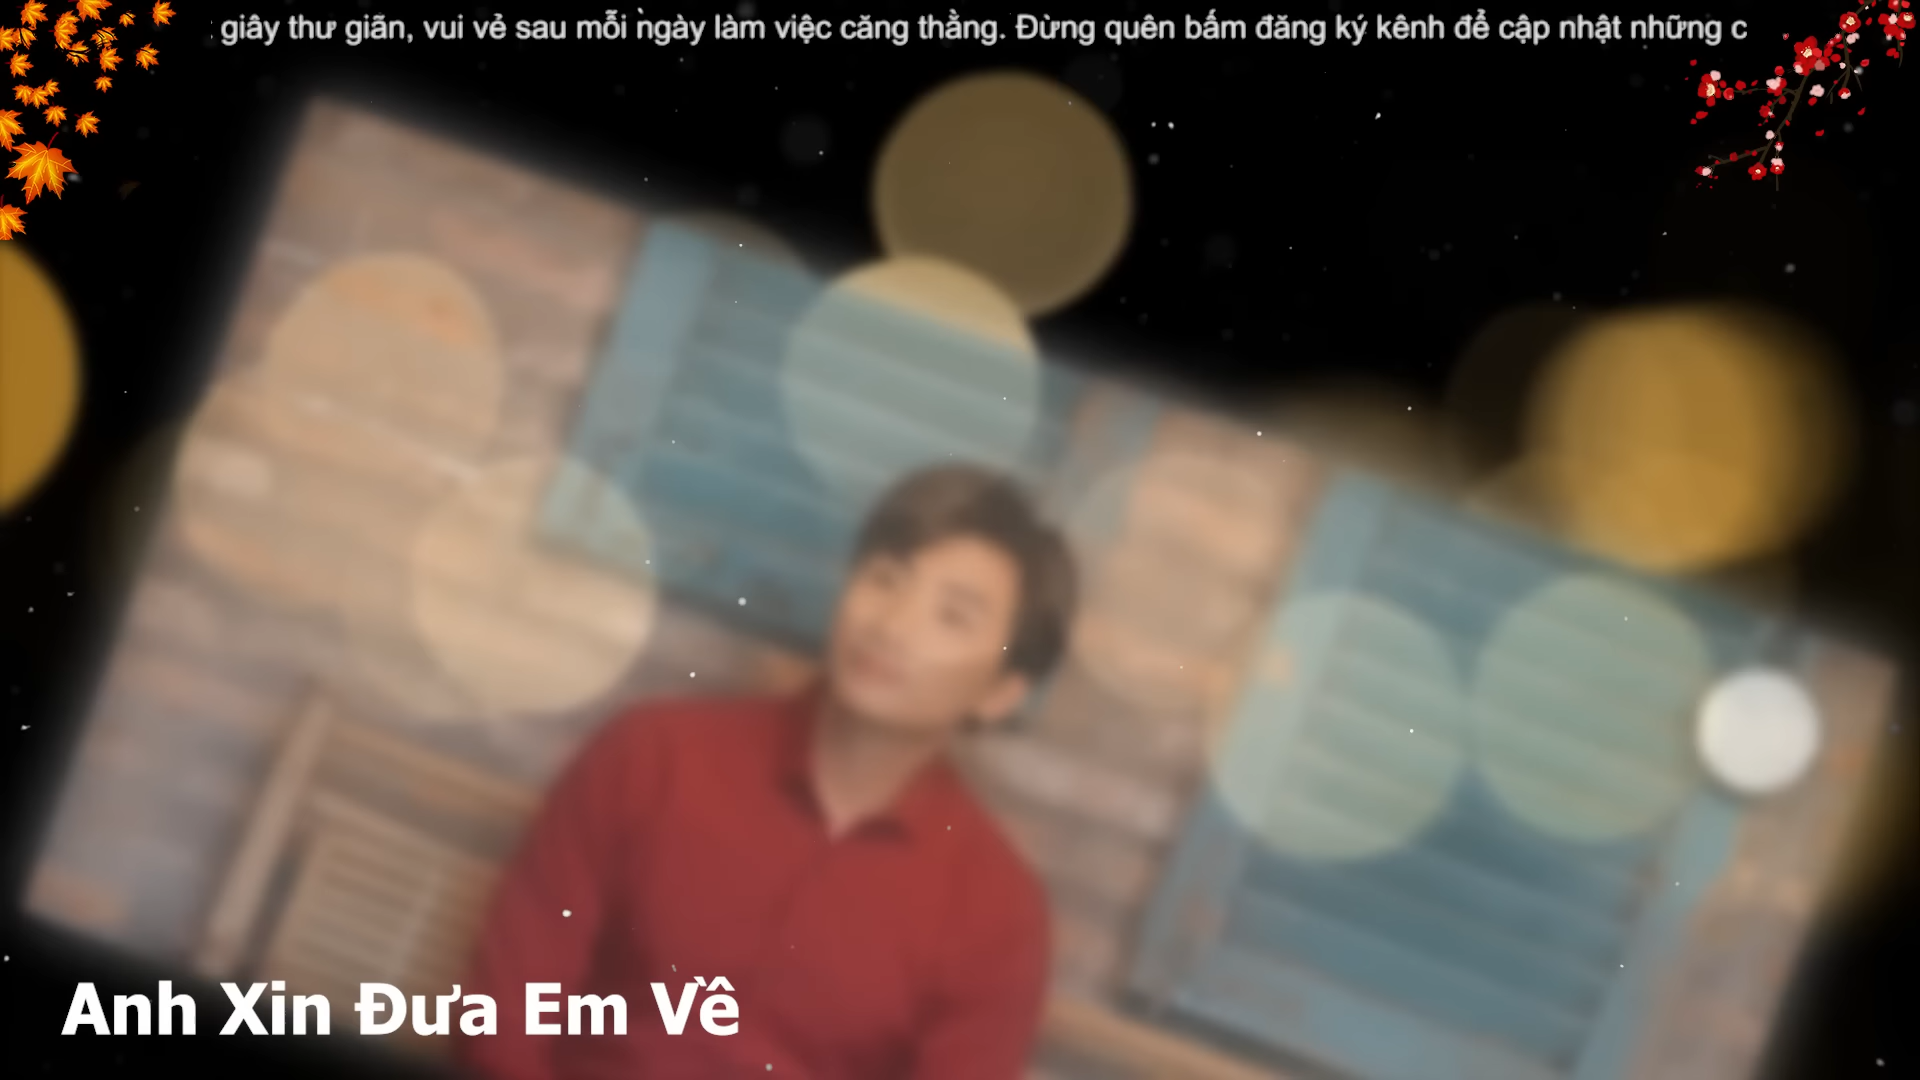 giây thư giãn, vui vẻ sau mỗi ngày làm việc căng thẳng. Đừng quên bấm đăng ký kênh để cập nhật những c
Anh Xin Đưa Em Về